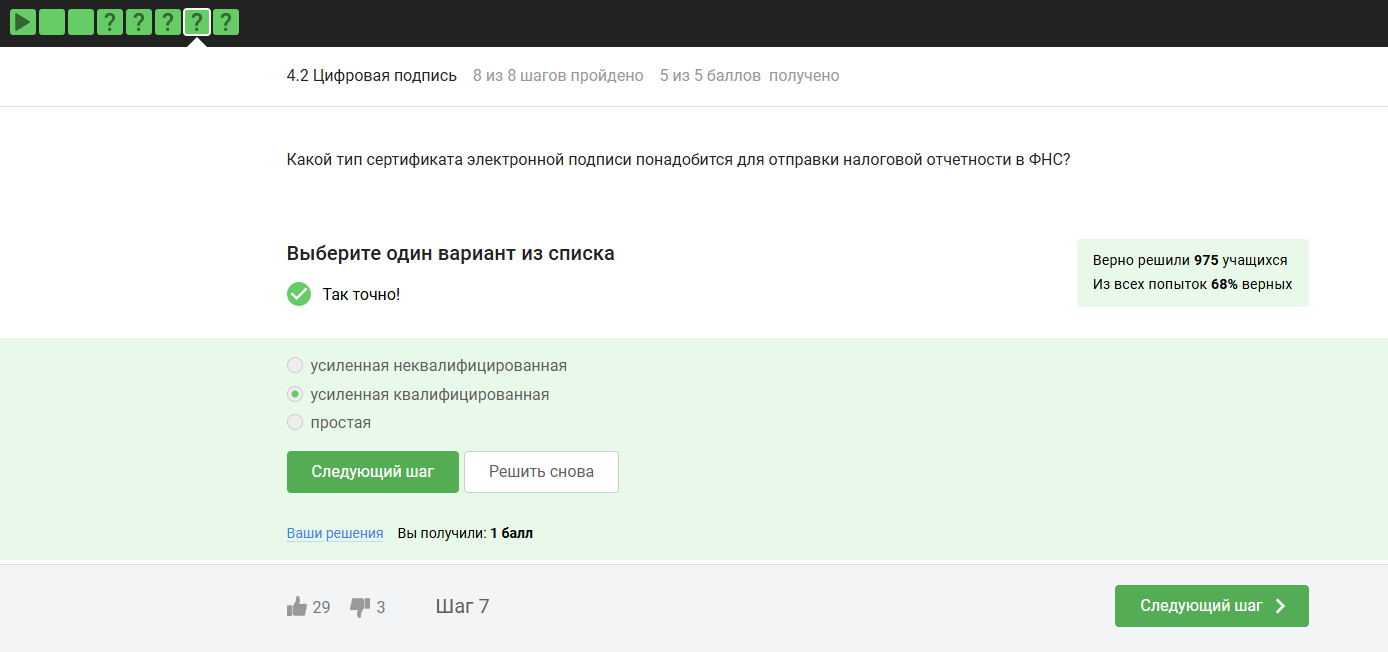 ? ? ? ? ?
4.2 Цифровая подпись 8 из 8 шагов пройдено 5 из 5 баллов получено
Какой тип сертификата электронной подписи понадобится для отправки налоговой отчетности в ФНС?
Выберите один вариант из списка
Так точно!
Верно решили 975 учащихся
Из всех попыток 68% верных
усиленная неквалифицированная
усиленная квалифицированная
простая
Следующий шаг Решить снова
Ваши решения Вы получили: 1 балл
29 3 Шаг 7 Следующий шаг